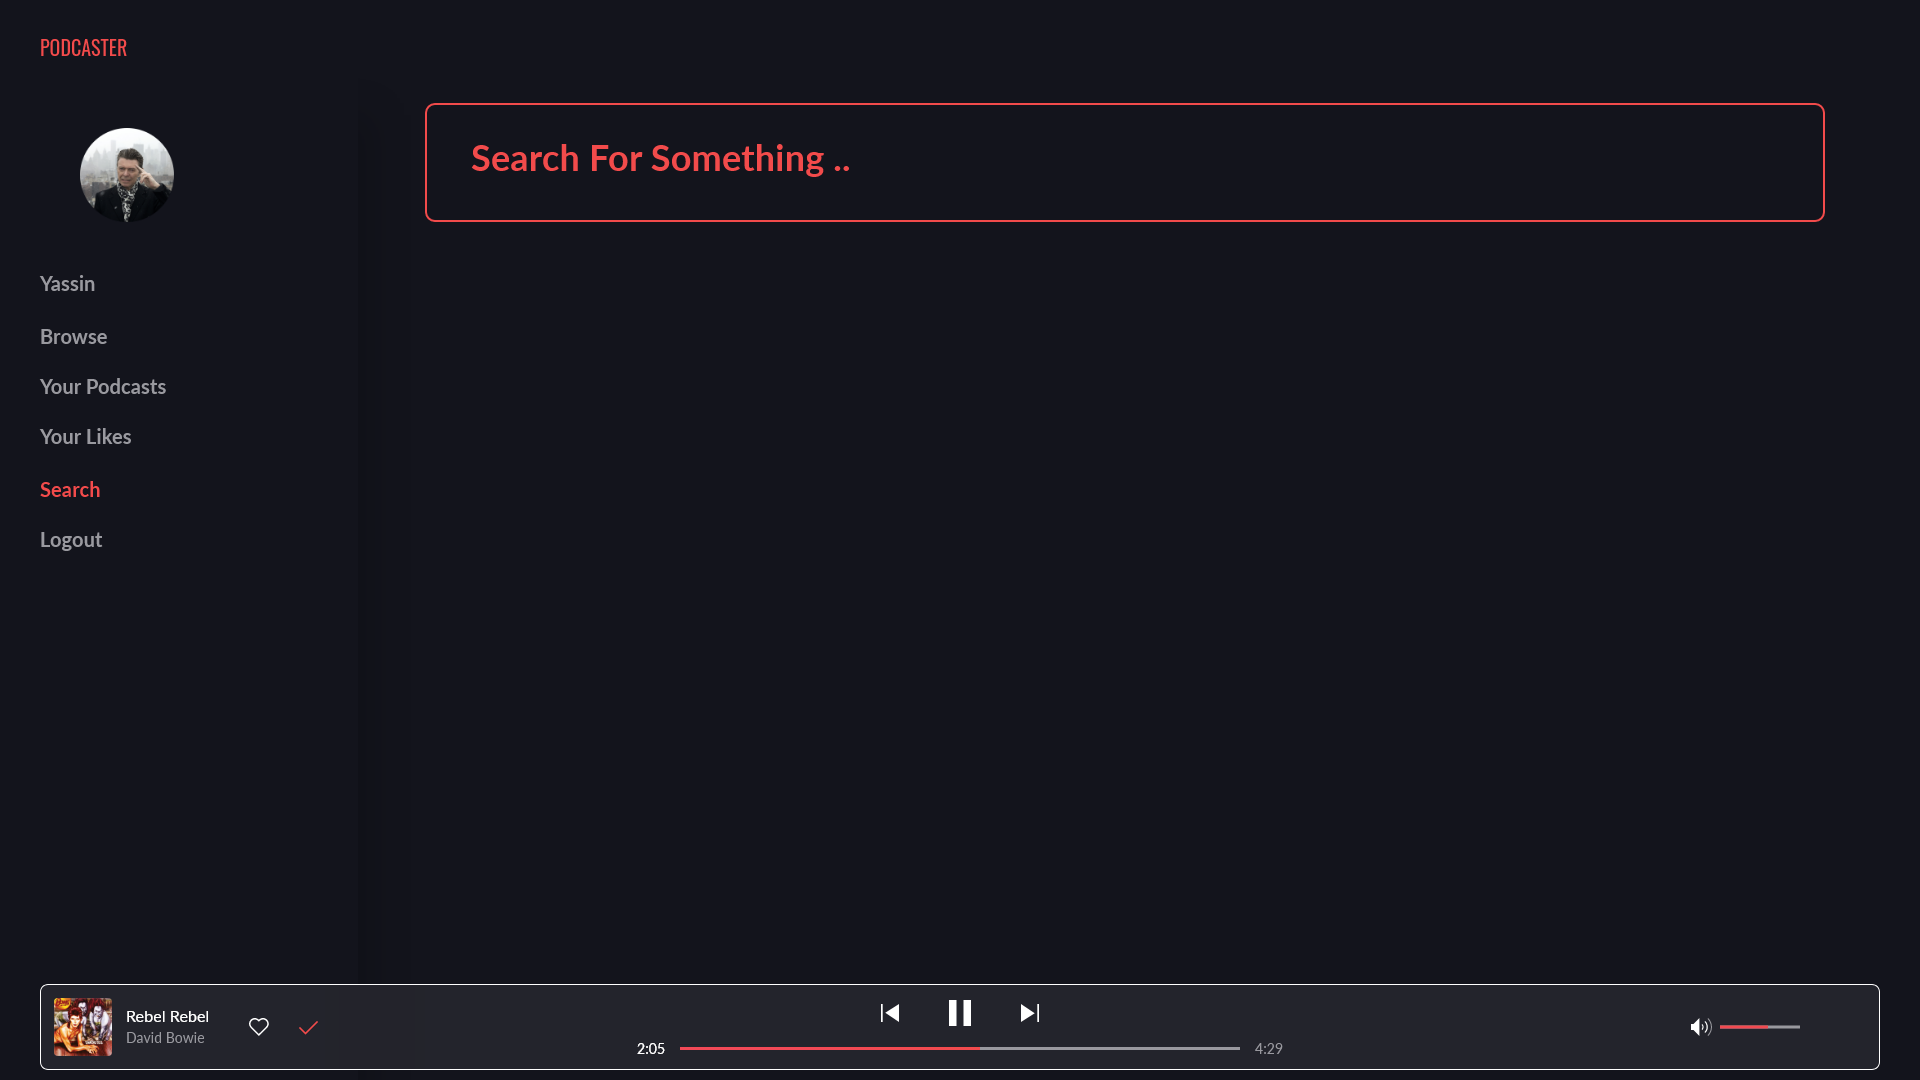 PODCASTER
Search For Something ..
Yassin
Browse
Your Podcasts
Your Likes
Search
Logout
Rebel Rebel
David Bowie
2:05
4:29